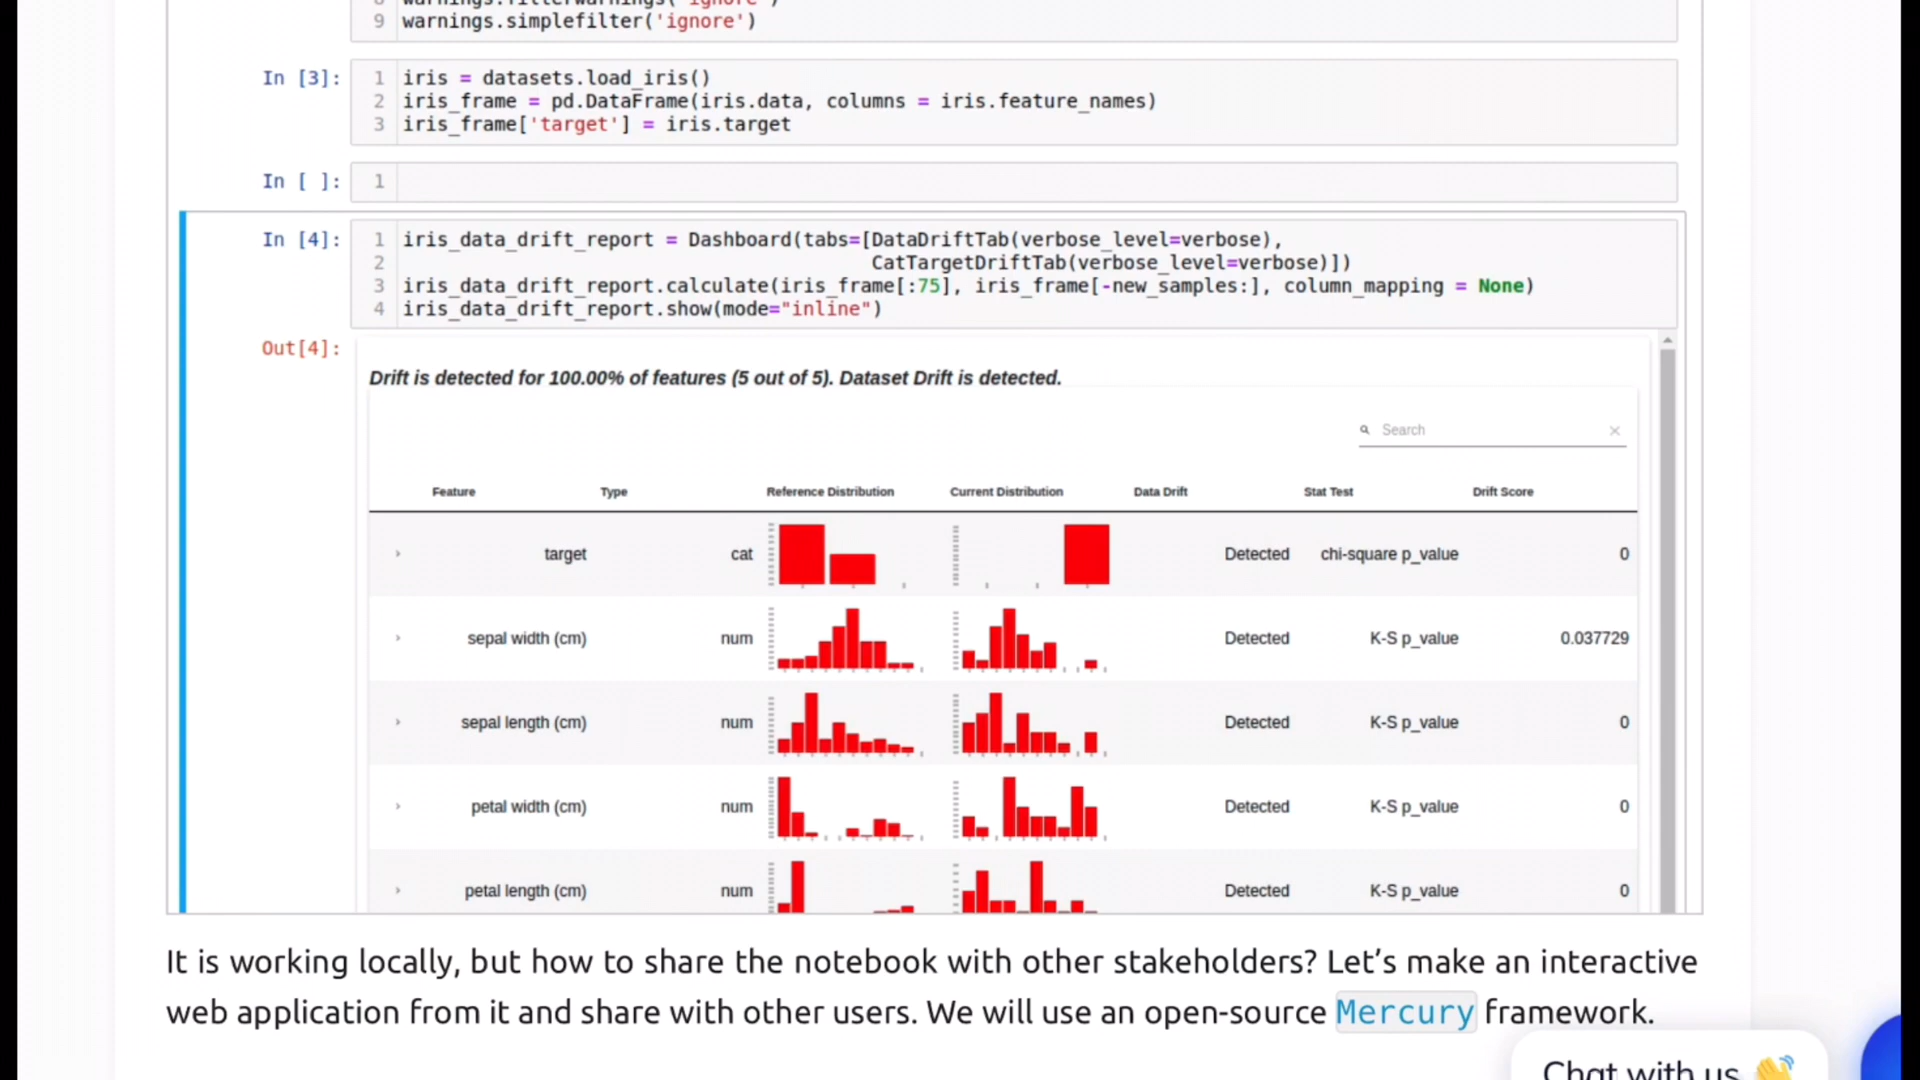 8 warnings.filterwarnings('ignore')
9 warnings.simplefilter('ignore')
In [3]:
1 iris = datasets.load_iris()
2 iris_frame = pd.DataFrame(iris.data, columns = iris.feature_names)
3 iris_frame['target'] = iris.target
In [ ]:
1
In [4]:
1 iris_data_drift_report = Dashboard(tabs=[DataDriftTab(verbose_level=verbose),
2 CatTargetDriftTab(verbose_level=verbose)])
3 iris_data_drift_report.calculate(iris_frame[:75], iris_frame[-new_samples:], column_mapping = None)
4 iris_data_drift_report.show(mode="inline")
Out[4]:
Drift is detected for 100.00% of features (5 out of 5). Dataset Drift is detected.
Search
Feature Type Reference Distribution Current Distribution Data Drift Stat Test Drift Score
target cat Detected chi-square p_value 0
sepal width (cm) num Detected K-S p_value 0.037729
sepal length (cm) num Detected K-S p_value 0
petal width (cm) num Detected K-S p_value 0
petal length (cm) num Detected K-S p_value 0
It is working locally, but how to share the notebook with other stakeholders? Let’s make an interactive
web application from it and share with other users. We will use an open-source Mercury framework.
Chat with us 👋